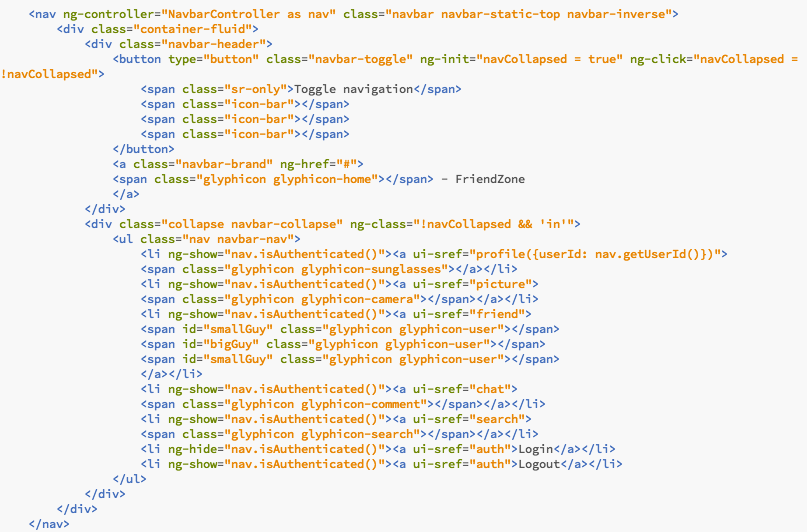 <nav ng-controller="NavbarController as nav" class="navbar navbar-static-top navbar-inverse">
<div class="container-fluid">
<div class="navbar-header">
<button type="button" class="navbar-toggle" ng-init="navCollapsed = true" ng-click="navCollapsed =
!navCollapsed">
<span class="sr-only">Toggle navigation</span>
<span class="icon-bar"></span>
<span class="icon-bar"></span>
<span class="icon-bar"></span>
</button>
<a class="navbar-brand" ng-href="#">
<span class="glyphicon glyphicon-home"></span> - FriendZone
</a>
</div>
<div class="collapse navbar-collapse" ng-class="!navCollapsed && 'in'">
<ul class="nav navbar-nav">
<li ng-show="nav.isAuthenticated()"><a ui-sref="profile({userId: nav.getUserId()})">
<span class="glyphicon glyphicon-sunglasses"></a></li>
<li ng-show="nav.isAuthenticated()"><a ui-sref="picture">
<span class="glyphicon glyphicon-camera"></span></a></li>
<li ng-show="nav.isAuthenticated()"><a ui-sref="friend">
<span id="smallGuy" class="glyphicon glyphicon-user"></span>
<span id="bigGuy" class="glyphicon glyphicon-user"></span>
<span id="smallGuy" class="glyphicon glyphicon-user"></span>
</a></li>
<li ng-show="nav.isAuthenticated()"><a ui-sref="chat">
<span class="glyphicon glyphicon-comment"></span></a></li>
<li ng-show="nav.isAuthenticated()"><a ui-sref="search">
<span class="glyphicon glyphicon-search"></span></a></li>
<li ng-hide="nav.isAuthenticated()"><a ui-sref="auth">Login</a></li>
<li ng-show="nav.isAuthenticated()"><a ui-sref="auth">Logout</a></li>
</ul>
</div>
</div>
</nav>